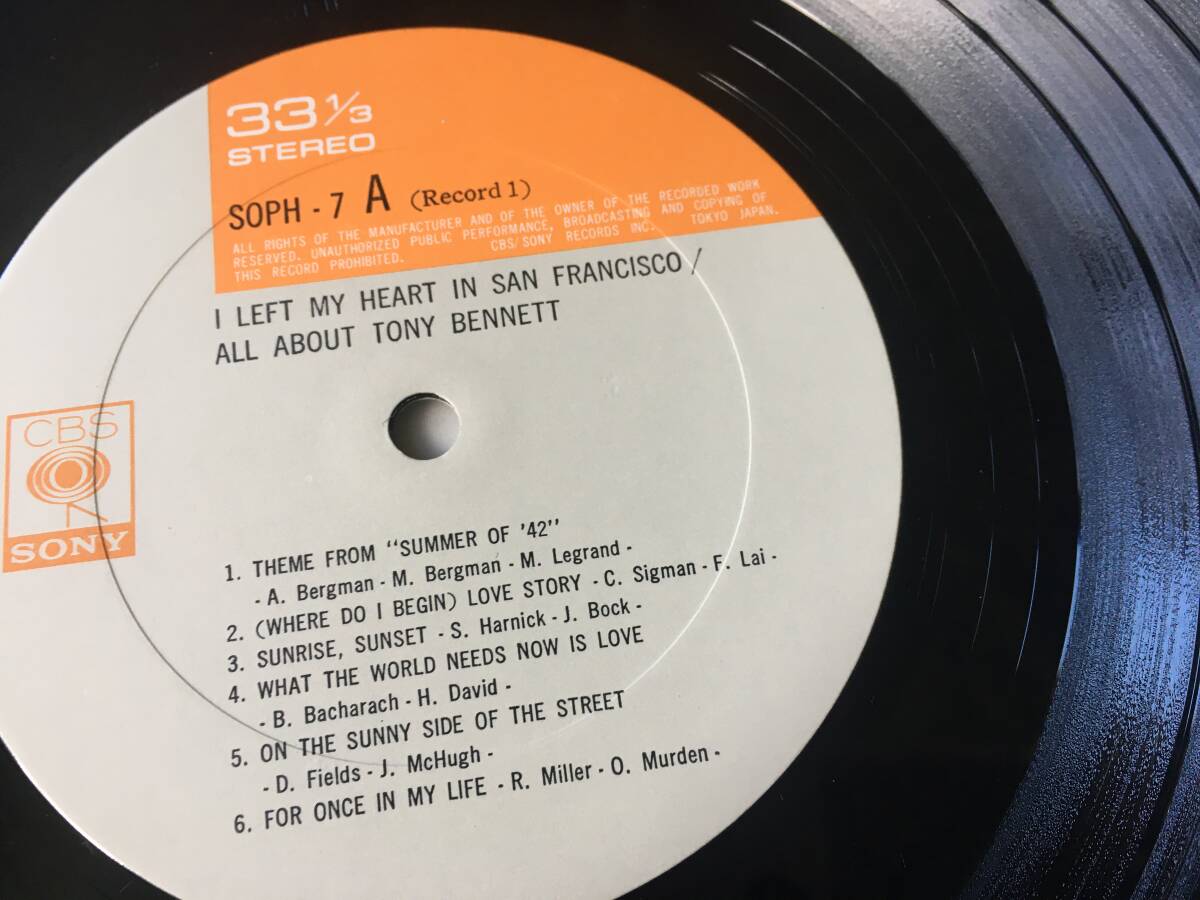 33 1/3
STEREO
SOPH - 7 A (Record 1)
ALL RIGHTS OF THE MANUFACTURER AND OF THE OWNER OF THE RECORDED WORK
RESERVED. UNAUTHORIZED PUBLIC PERFORMANCE, BROADCASTING AND COPYING OF
THIS RECORD PROHIBITED. CBS/SONY RECORDS INC. TOKYO JAPAN.
I LEFT MY HEART IN SAN FRANCISCO/
ALL ABOUT TONY BENNETT
CBS
SONY
1. THEME FROM "SUMMER OF '42"
- A. Bergman - M. Bergman - M. Legrand -
2. (WHERE DO I BEGIN) LOVE STORY - C. Sigman - F. Lai -
3. SUNRISE, SUNSET - S. Harnick - J. Bock -
4. WHAT THE WORLD NEEDS NOW IS LOVE
- B. Bacharach - H. David -
5. ON THE SUNNY SIDE OF THE STREET
- D. Fields - J. McHugh -
6. FOR ONCE IN MY LIFE - R. Miller - O. Murden -